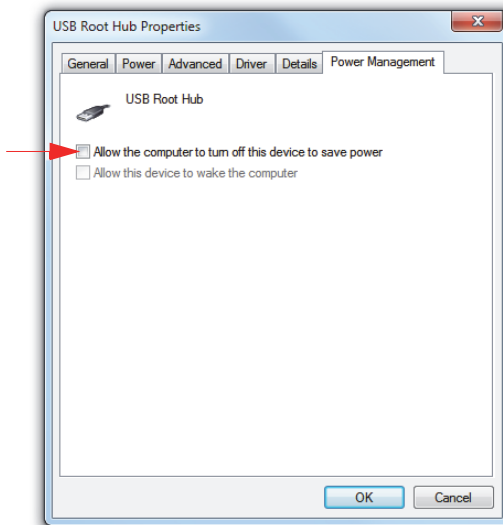 USB Root Hub Properties
General Power Advanced Driver Details Power Management
USB Root Hub
Allow the computer to turn off this device to save power
Allow this device to wake the computer
OK Cancel